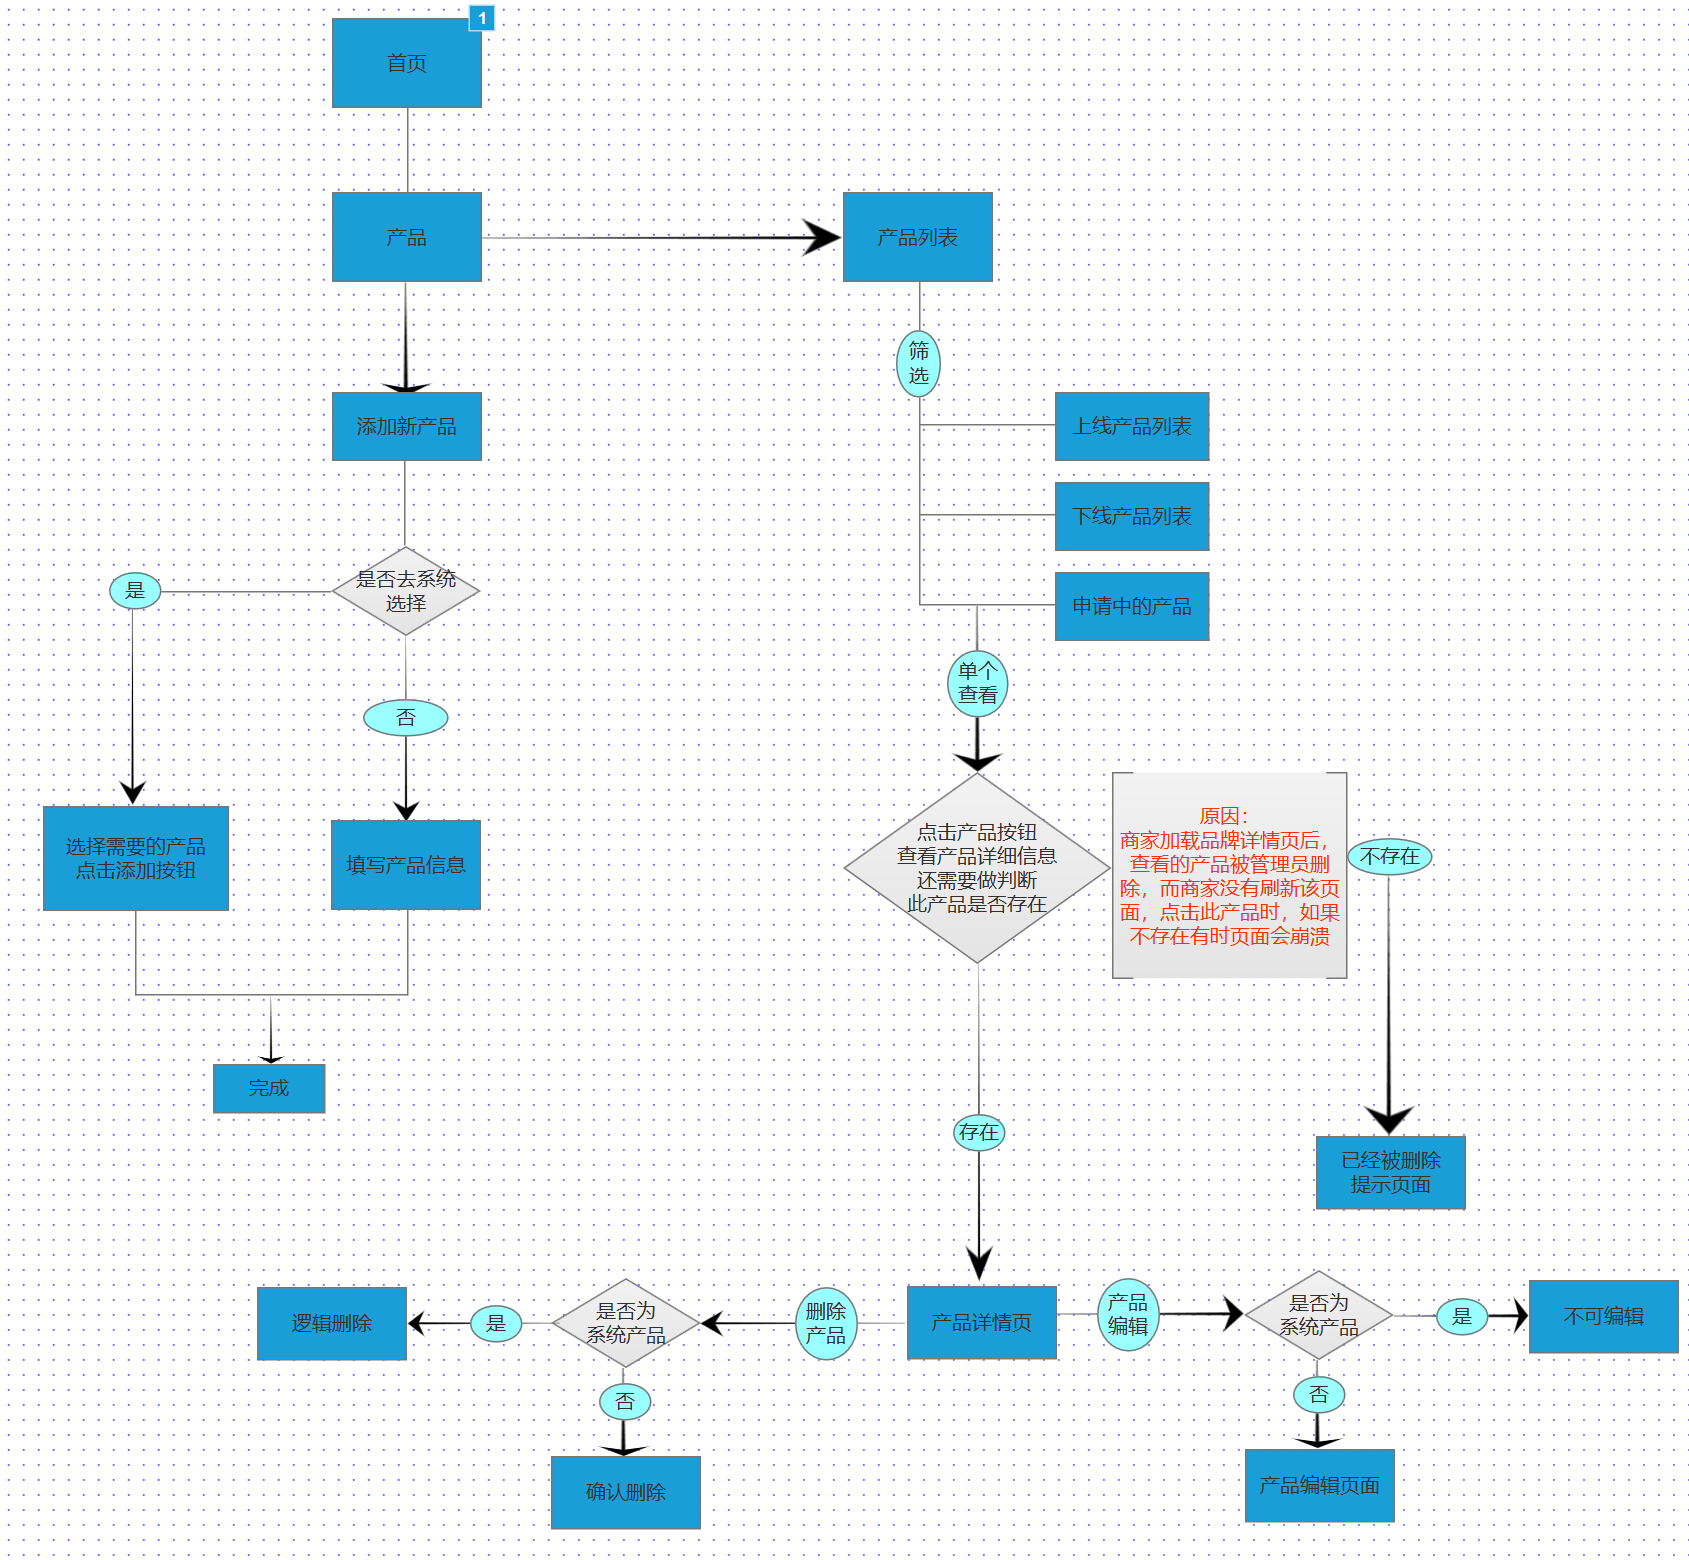 1
首页
产品
产品列表
筛
选
添加新产品
上线产品列表
下线产品列表
是否去系统
选择
是
申请中的产品
单个
查看
否
选择需要的产品
点击添加按钮
填写产品信息
点击产品按钮
查看产品详细信息
还需要做判断
此产品是否存在
原因：
商家加载品牌详情页后，
查看的产品被管理员删
除，而商家没有刷新该页
面，点击此产品时，如果
不存在有时页面会崩溃
不存在
完成
存在
已经被删除
提示页面
逻辑删除
是
是否为
系统产品
删除
产品
产品详情页
产品
编辑
是否为
系统产品
是
不可编辑
否
否
确认删除
产品编辑页面